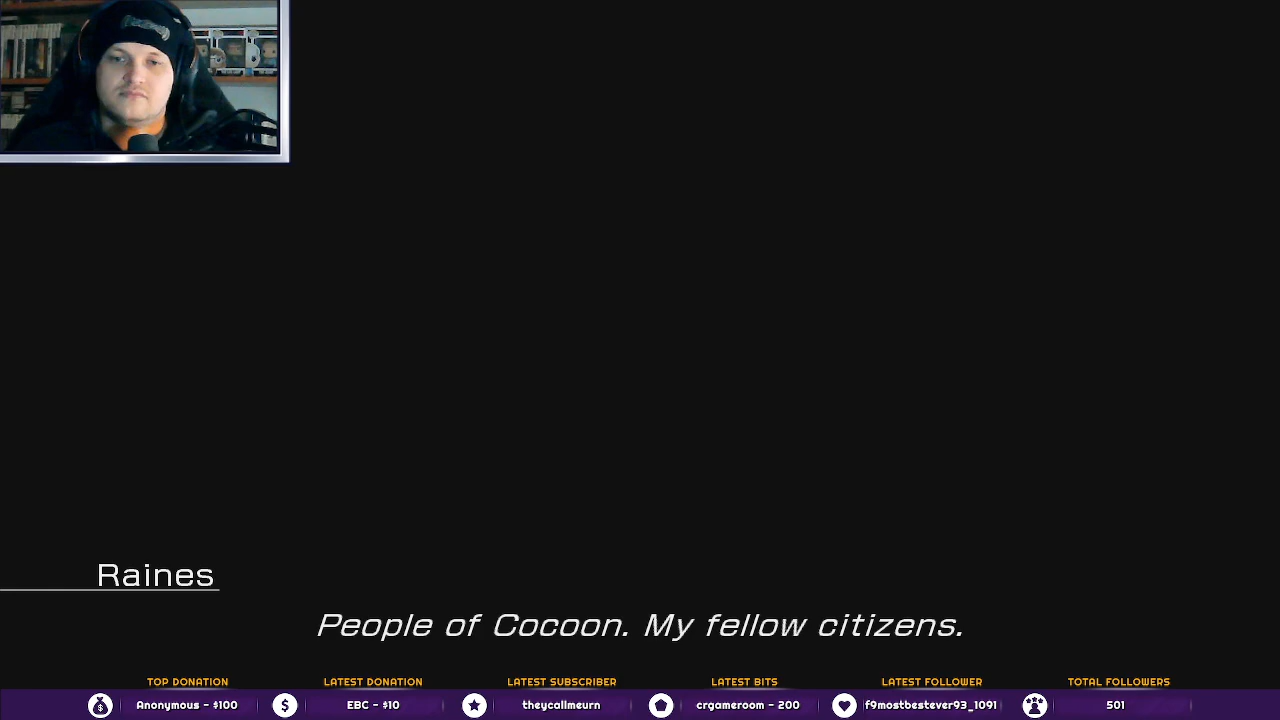 Raines
People of Cocoon. My fellow citizens.
TOP DONATION
LATEST DONATION
LATEST SUBSCRIBER
LATEST BITS
LATEST FOLLOWER
TOTAL FOLLOWERS
Anonymous - $100
EBC - $10
theycallmeurn
crgameroom - 200
f9mostbestever93_1091
501